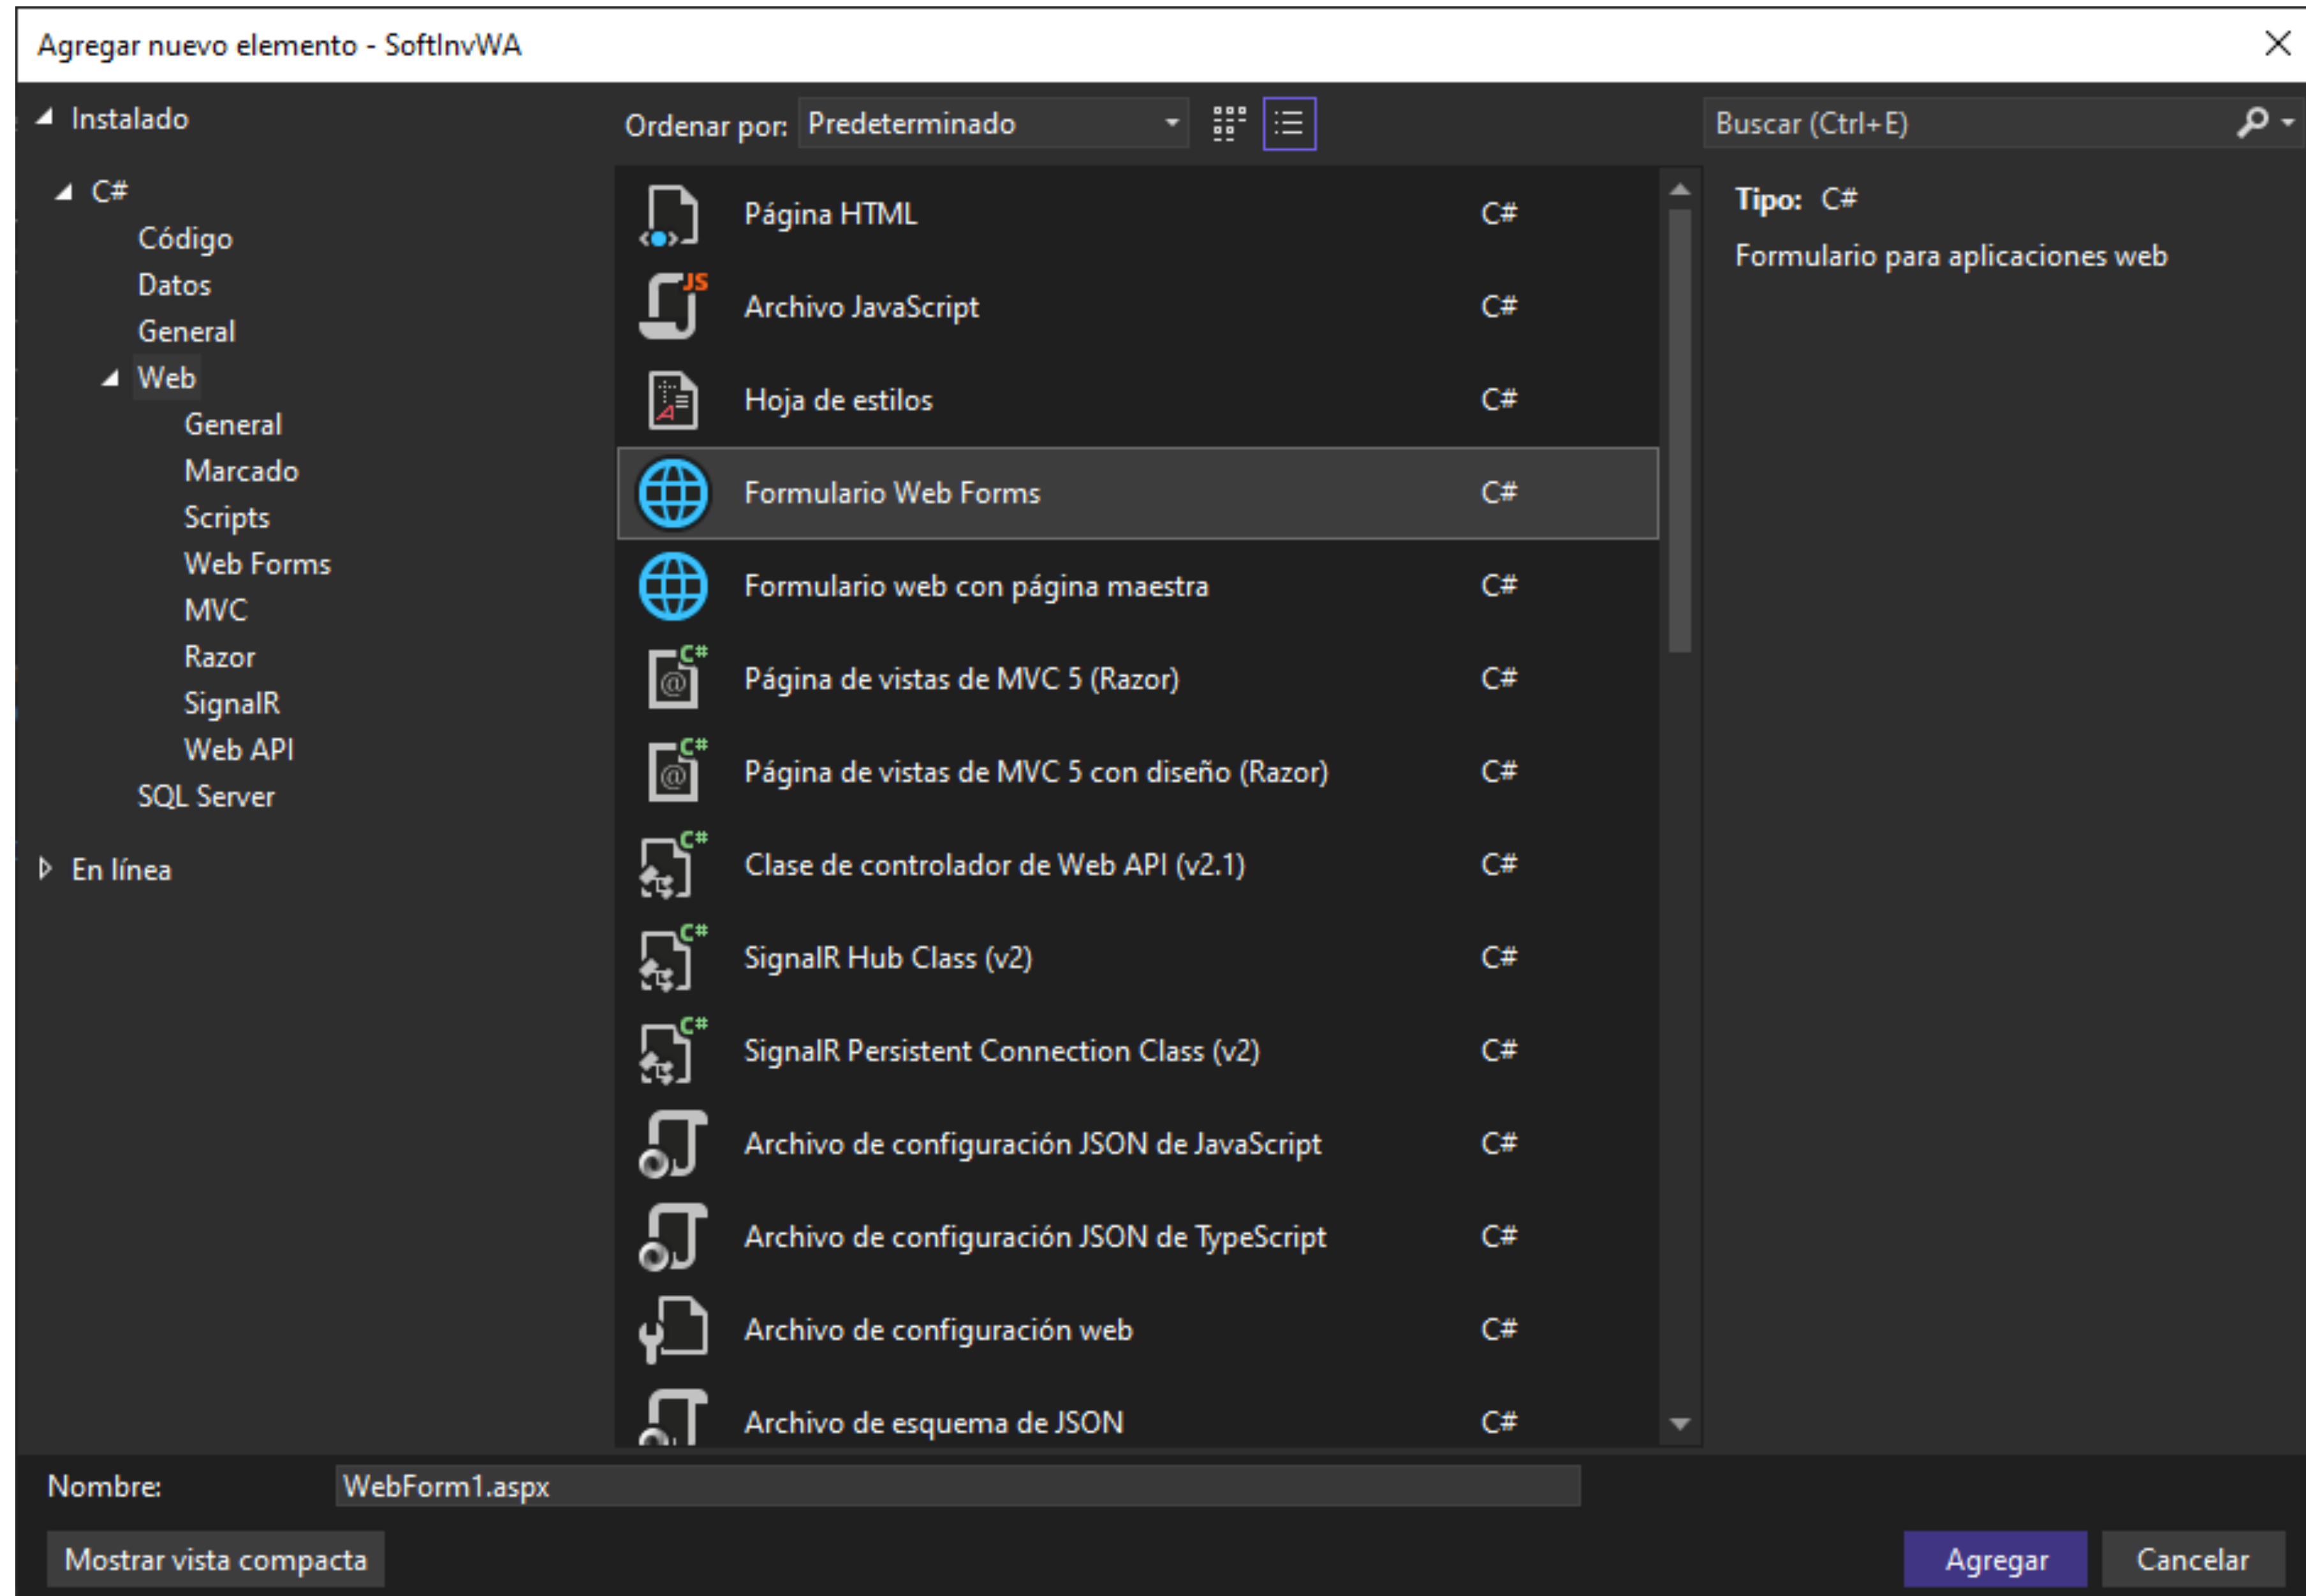 Agregar nuevo elemento - SoftInvWA
Instalado
C#
Código
Datos
General
Web
General
Marcado
Scripts
Web Forms
MVC
Razor
SignalR
Web API
SQL Server
En línea
Ordenar por: Predeterminado
Página HTML C#
JS
Archivo JavaScript C#
Hoja de estilos C#
Formulario Web Forms C#
Formulario web con página maestra C#
C#
Página de vistas de MVC 5 (Razor) C#
C#
Página de vistas de MVC 5 con diseño (Razor) C#
C#
Clase de controlador de Web API (v2.1) C#
C#
SignalR Hub Class (v2) C#
C#
SignalR Persistent Connection Class (v2) C#
Archivo de configuración JSON de JavaScript C#
Archivo de configuración JSON de TypeScript C#
Archivo de configuración web C#
Archivo de esquema de JSON C#
Buscar (Ctrl+E)
Tipo: C#
Formulario para aplicaciones web
Nombre: WebForm1.aspx
Mostrar vista compacta
Agregar
Cancelar